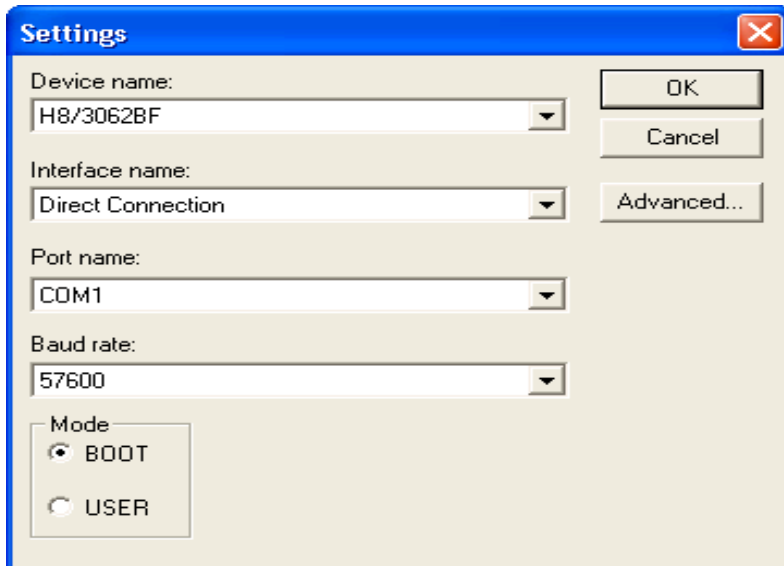 Settings
Device name:
H8/3062BF
OK
Cancel
Interface name:
Direct Connection
Advanced...
Port name:
COM1
Baud rate:
57600
Mode
BOOT
USER